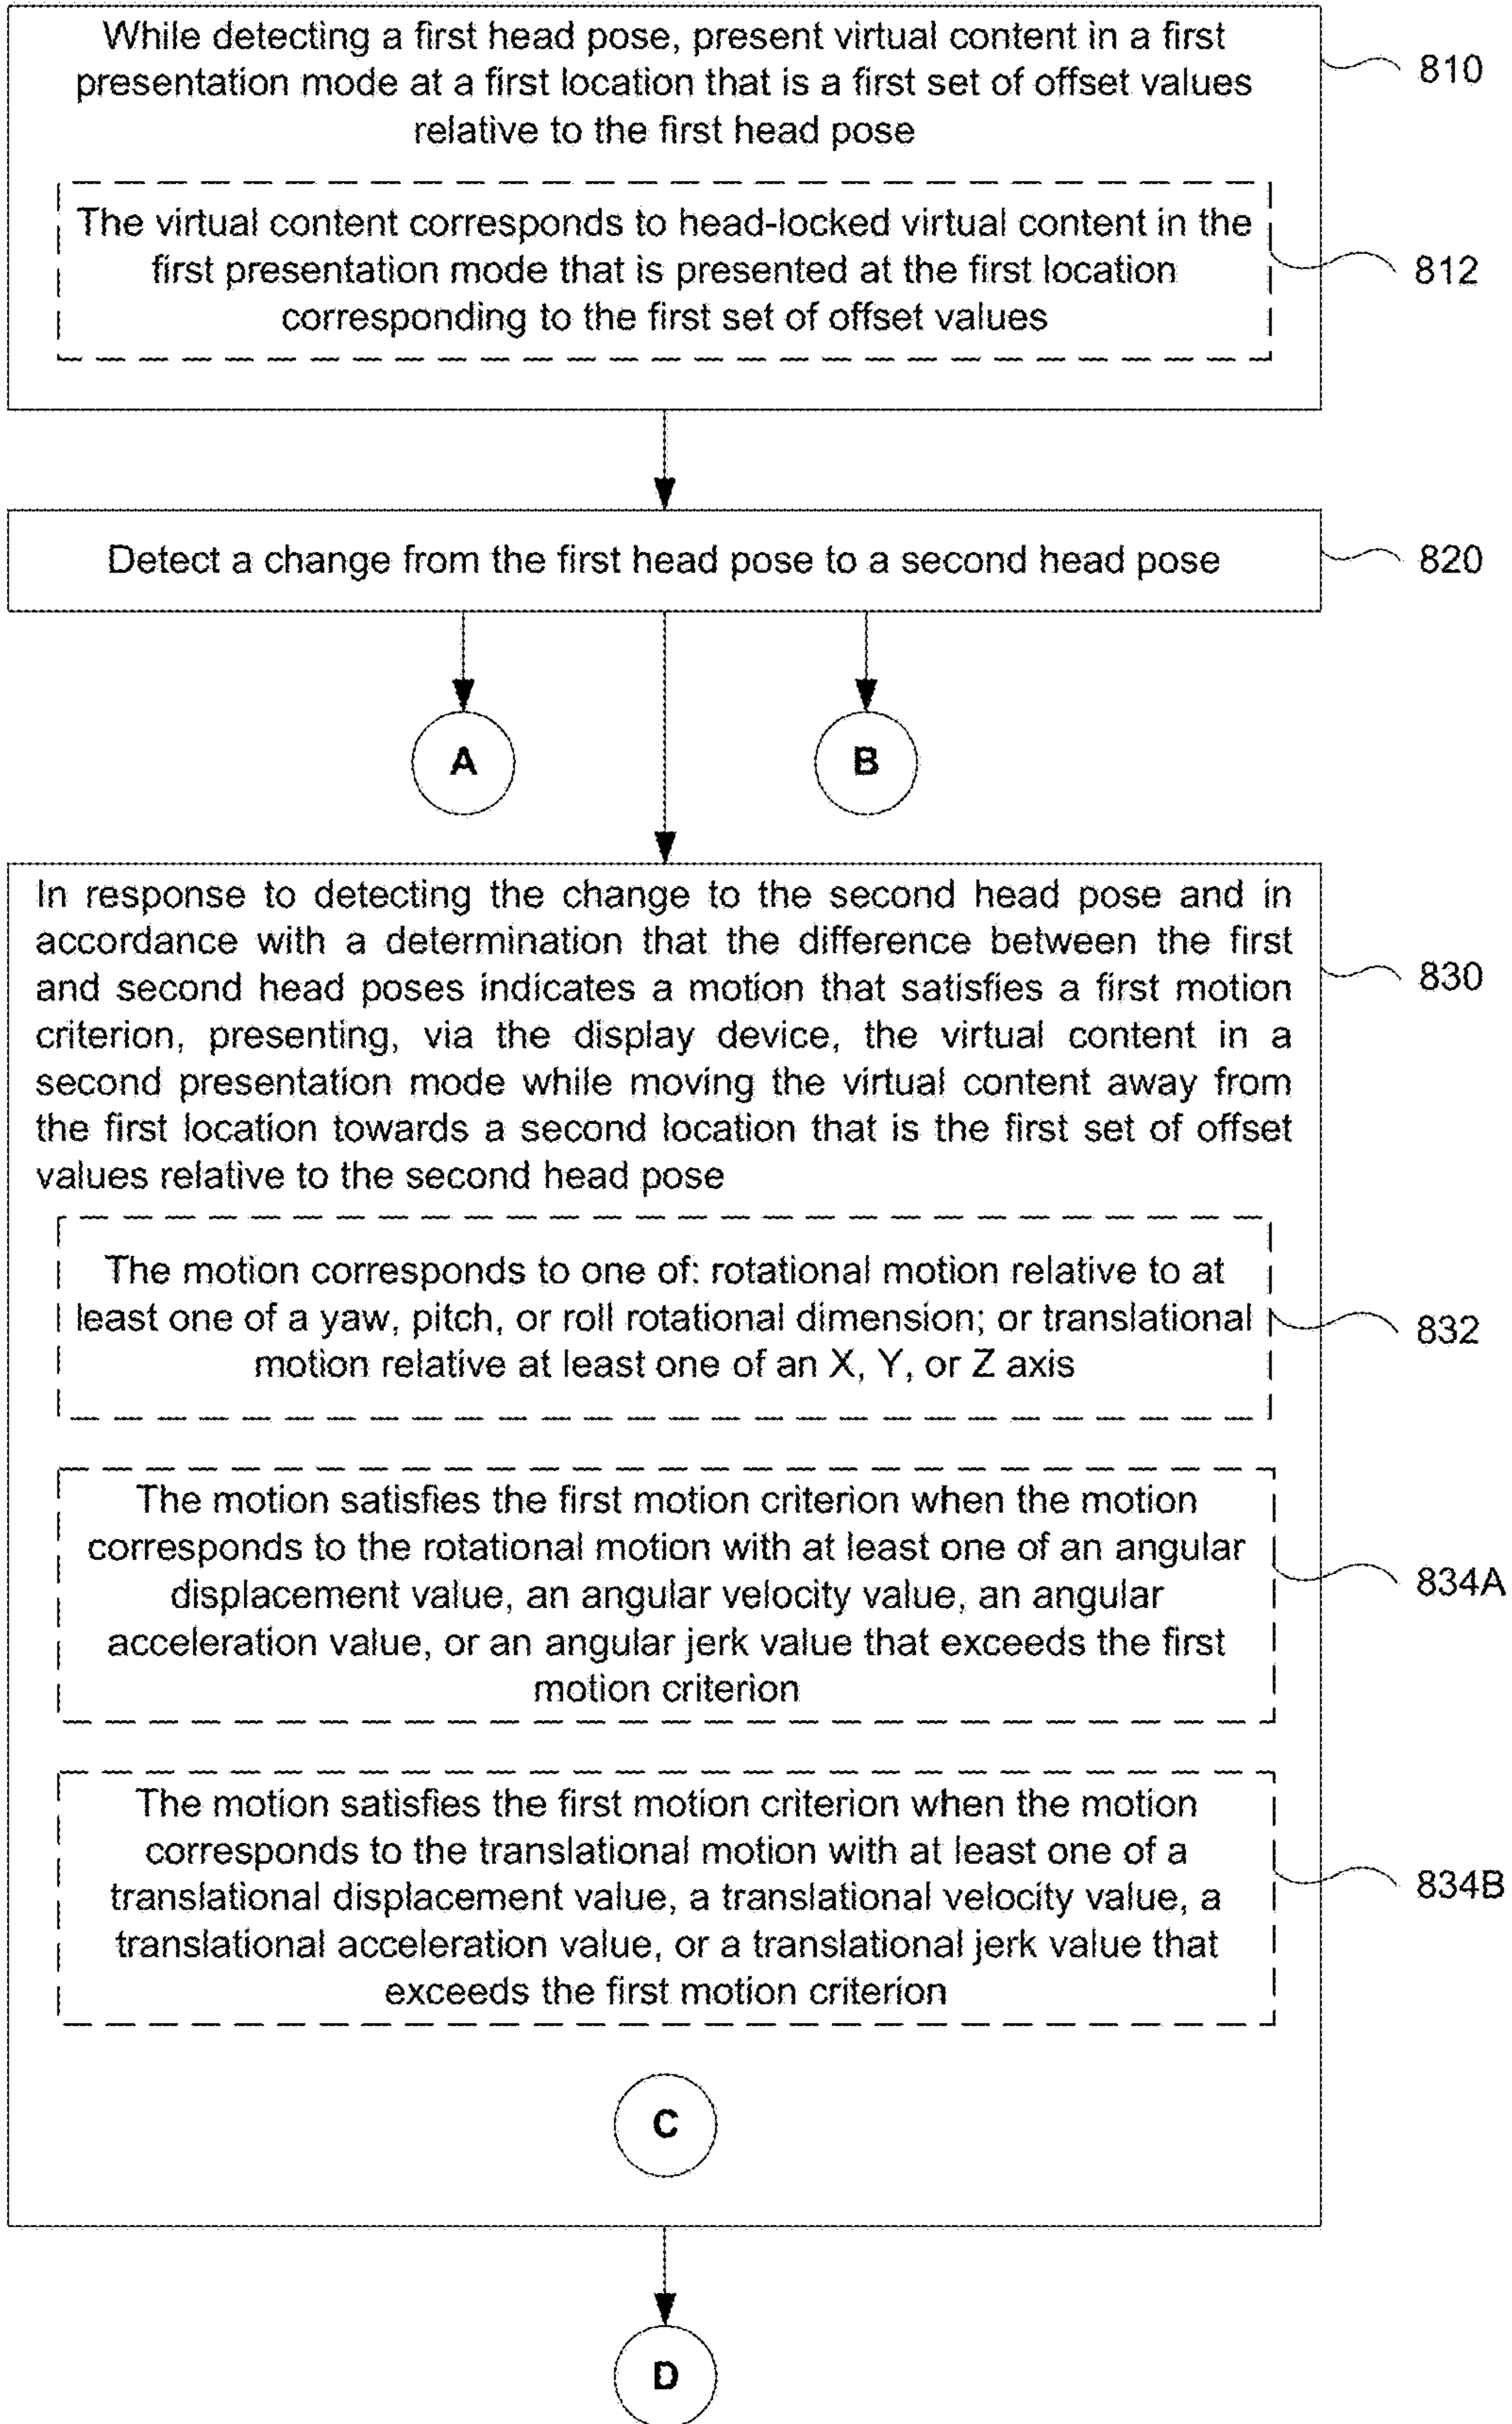 While detecting a first head pose, present virtual content in a first
presentation mode at a first location that is a first set of offset values
relative to the first head pose
810
The virtual content corresponds to head-locked virtual content in the
first presentation mode that is presented at the first location
corresponding to the first set of offset values
812
Detect a change from the first head pose to a second head pose
820
A
B
In response to detecting the change to the second head pose and in
accordance with a determination that the difference between the first
and second head poses indicates a motion that satisfies a first motion
criterion, presenting, via the display device, the virtual content in a
second presentation mode while moving the virtual content away from
the first location towards a second location that is the first set of offset
values relative to the second head pose
830
The motion corresponds to one of: rotational motion relative to at
least one of a yaw, pitch, or roll rotational dimension; or translational
motion relative at least one of an X, Y, or Z axis
832
The motion satisfies the first motion criterion when the motion
corresponds to the rotational motion with at least one of an angular
displacement value, an angular velocity value, an angular
acceleration value, or an angular jerk value that exceeds the first
motion criterion
834A
The motion satisfies the first motion criterion when the motion
corresponds to the translational motion with at least one of a
translational displacement value, a translational velocity value, a
translational acceleration value, or a translational jerk value that
exceeds the first motion criterion
834B
C
D